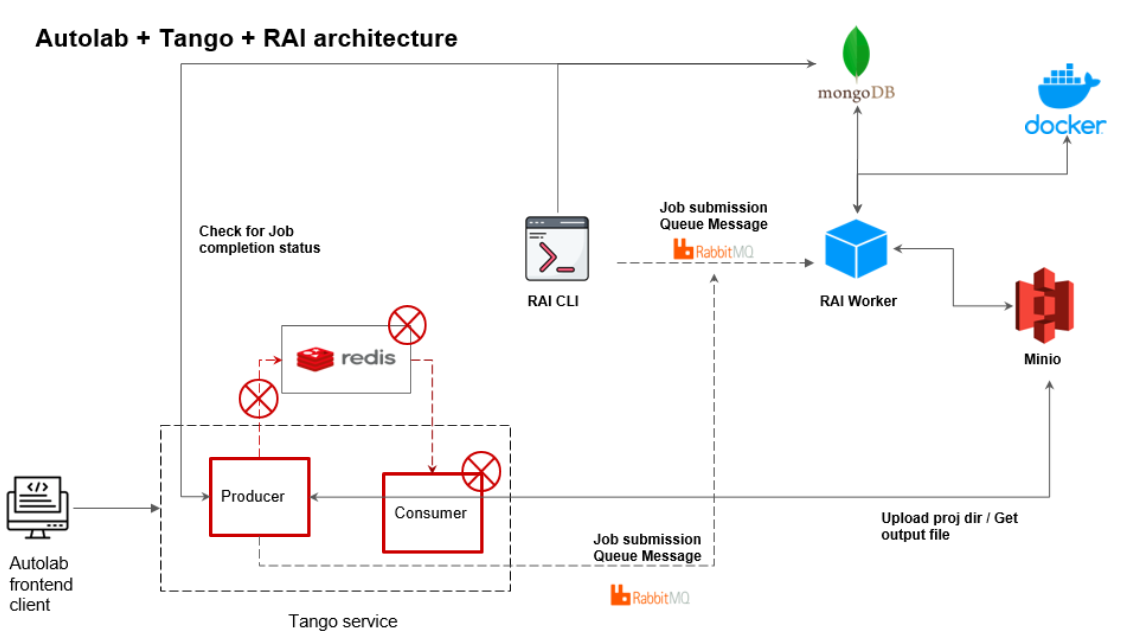 Autolab + Tango + RAI architecture
mongoDB
docker
Check for Job
completion status
Job submission
Queue Message
RabbitMQ
RAI CLI
RAI Worker
Minio
redis
Producer
Consumer
Upload proj dir / Get
output file
Job submission
Queue Message
RabbitMQ
Autolab
frontend
client
Tango service